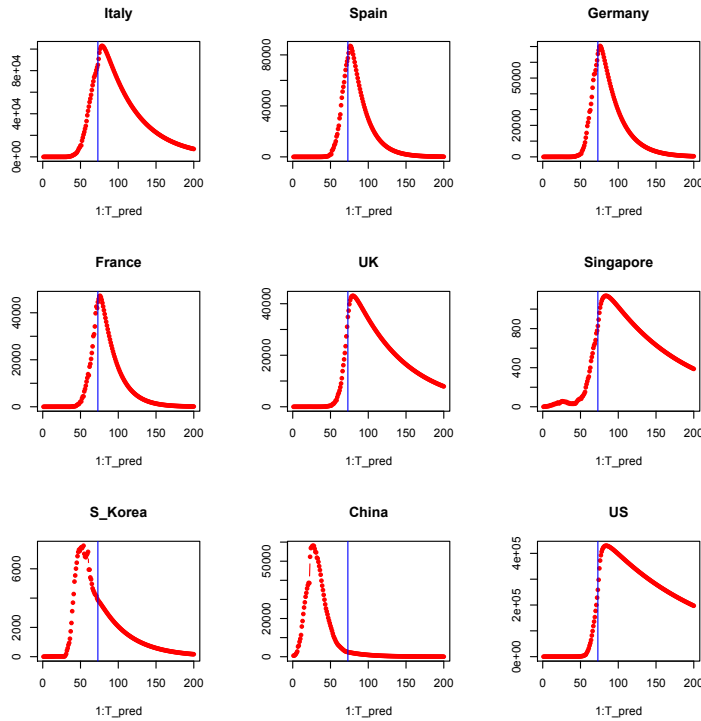 Italy
Spain
Germany
0e+00 4e+04 8e+04
0 40000 80000
0 20000 50000
0 50 100 150 200
0 50 100 150 200
0 50 100 150 200
1:T_pred
1:T_pred
1:T_pred
France
UK
Singapore
0 20000 40000
0 20000 40000
0 400 800
0 50 100 150 200
0 50 100 150 200
0 50 100 150 200
1:T_pred
1:T_pred
1:T_pred
S_Korea
China
US
0 2000 4000 6000
0 20000 50000
0e+00 2e+05 4e+05
0 50 100 150 200
0 50 100 150 200
0 50 100 150 200
1:T_pred
1:T_pred
1:T_pred